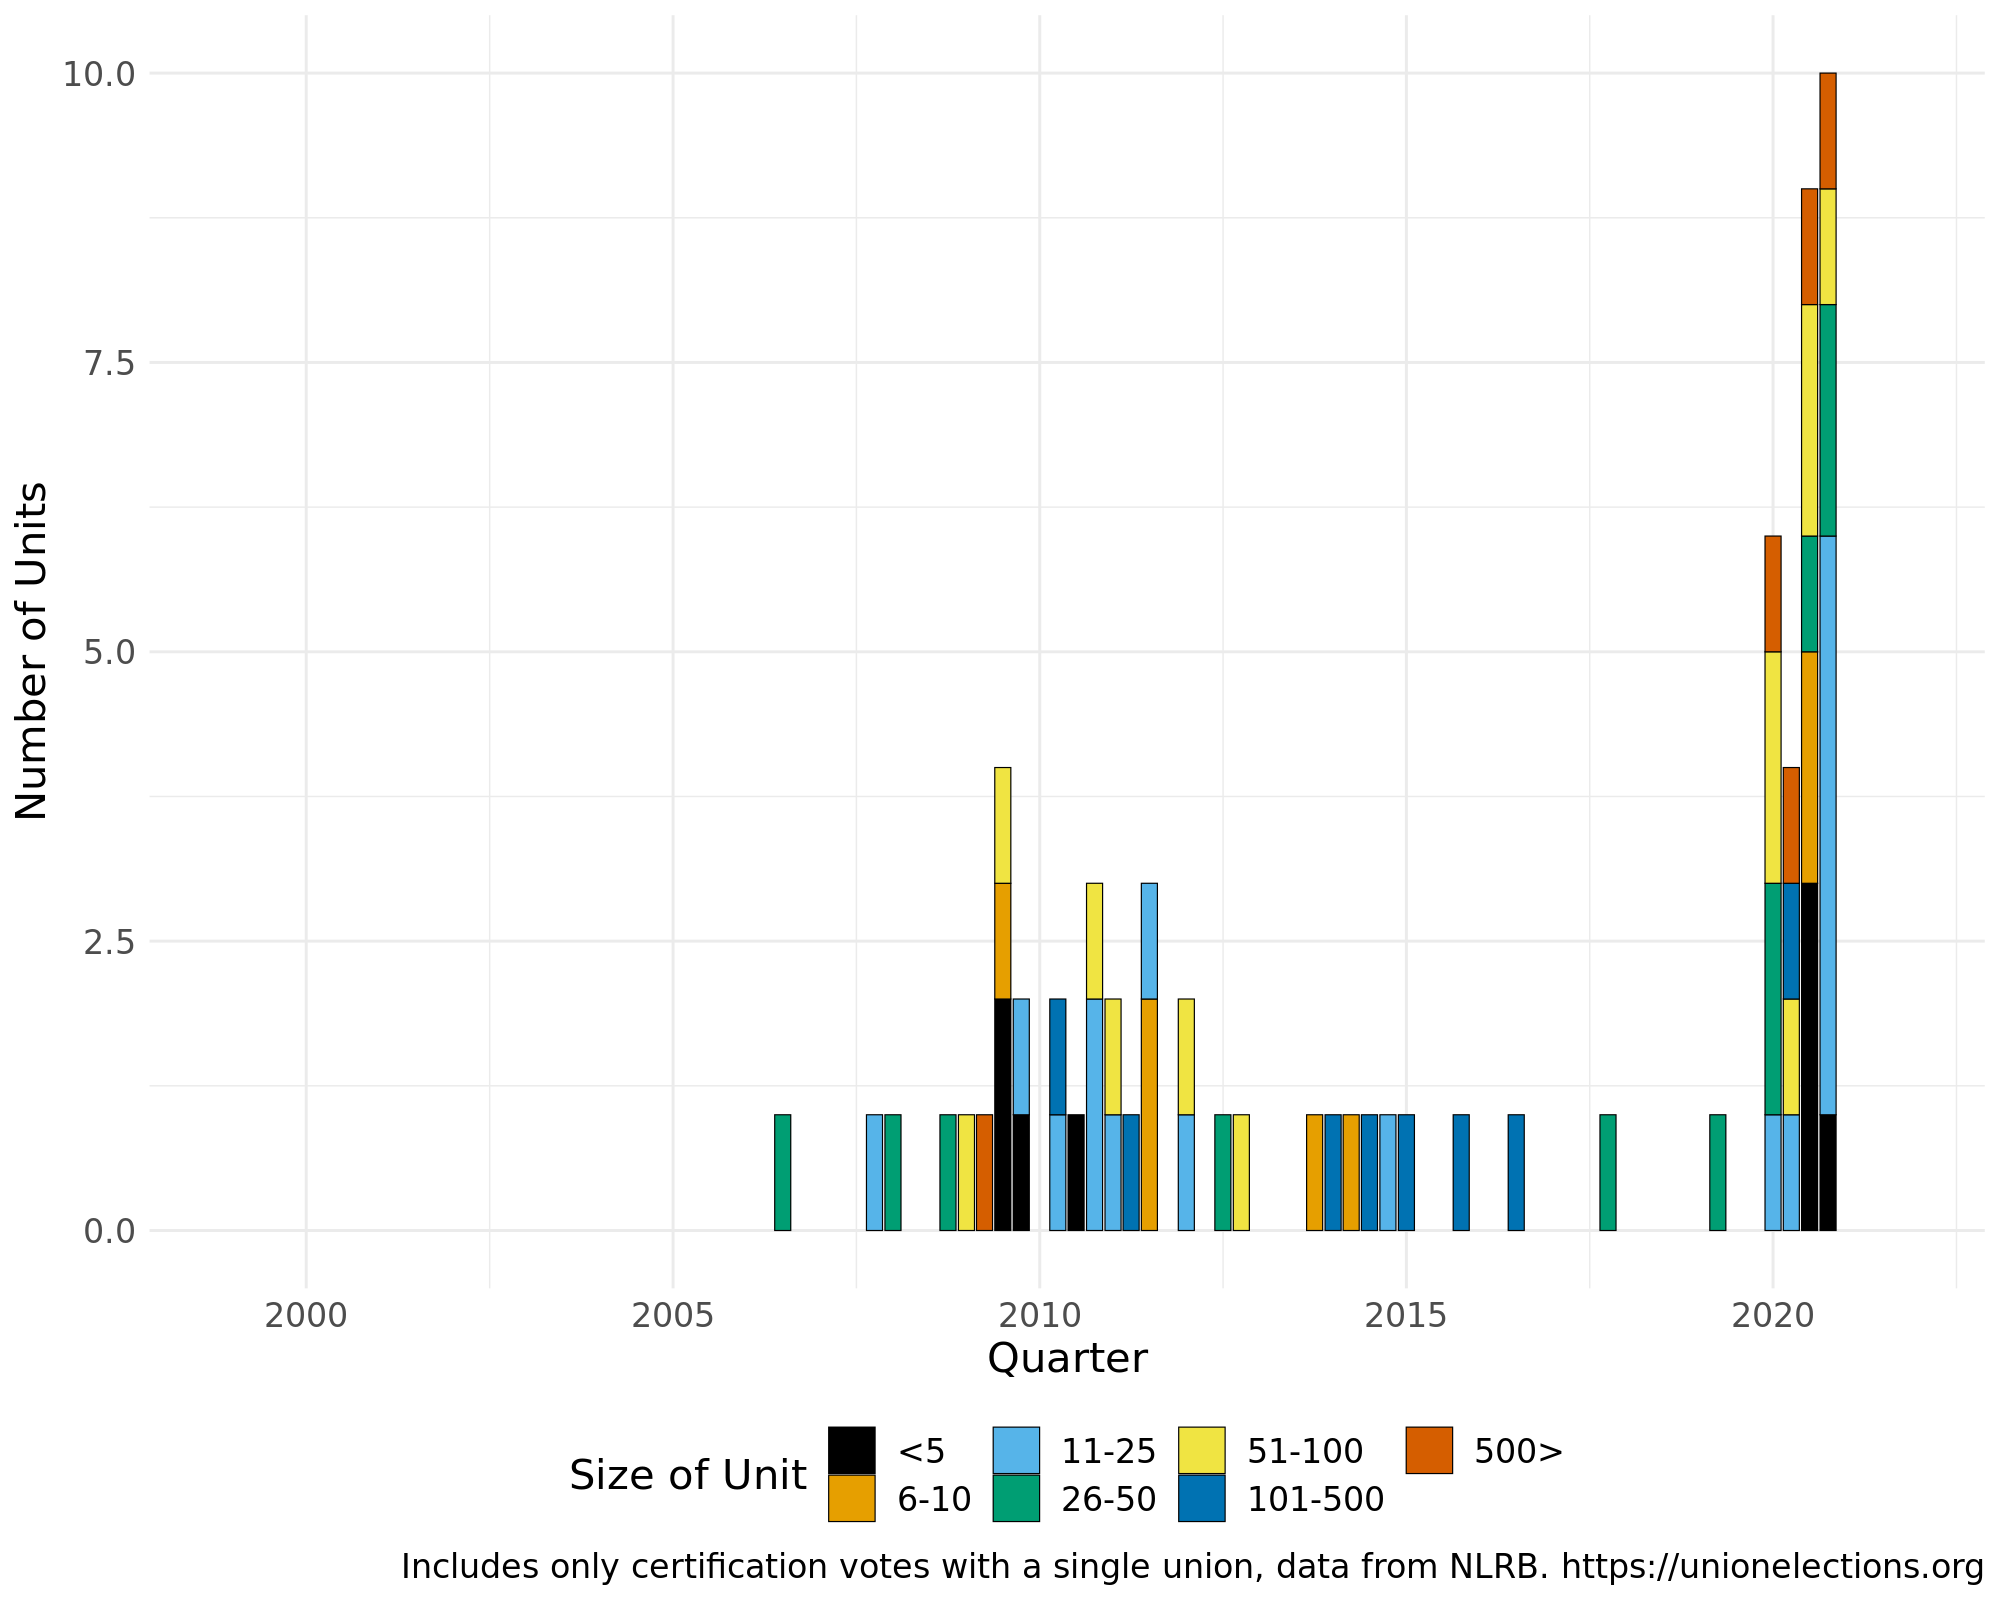 10.0
7.5
5.0
2.5
0.0
Number of Units
2000 2005 2010 2015 2020
Quarter
Size of Unit
<5 11-25 51-100 500>
6-10 26-50 101-500
Includes only certification votes with a single union, data from NLRB. https://unionelections.org